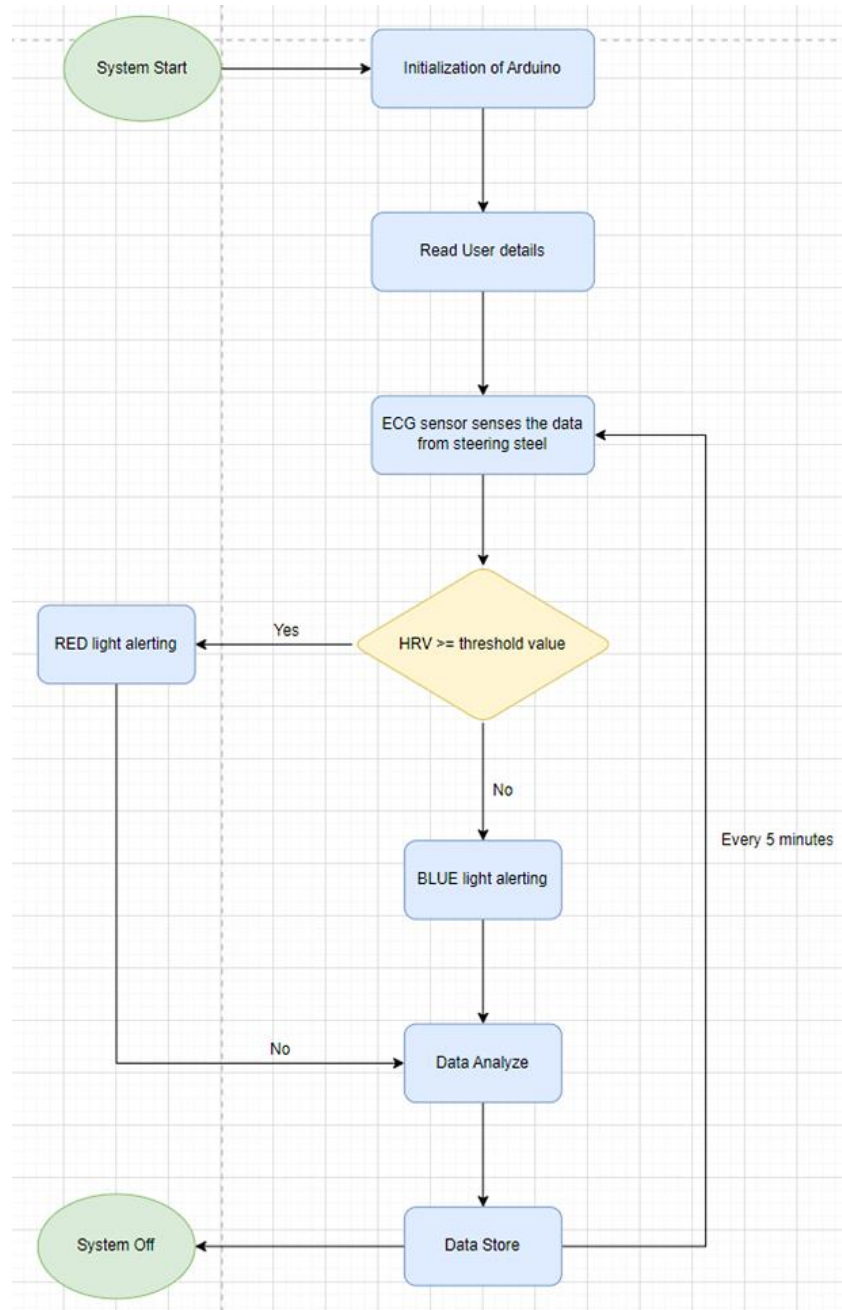 System Start
Initialization of Arduino
Read User details
ECG sensor senses the data
from steering steel
HRV >= threshold value
Yes
RED light alerting
No
BLUE light alerting
Every 5 minutes
No
Data Analyze
Data Store
System Off